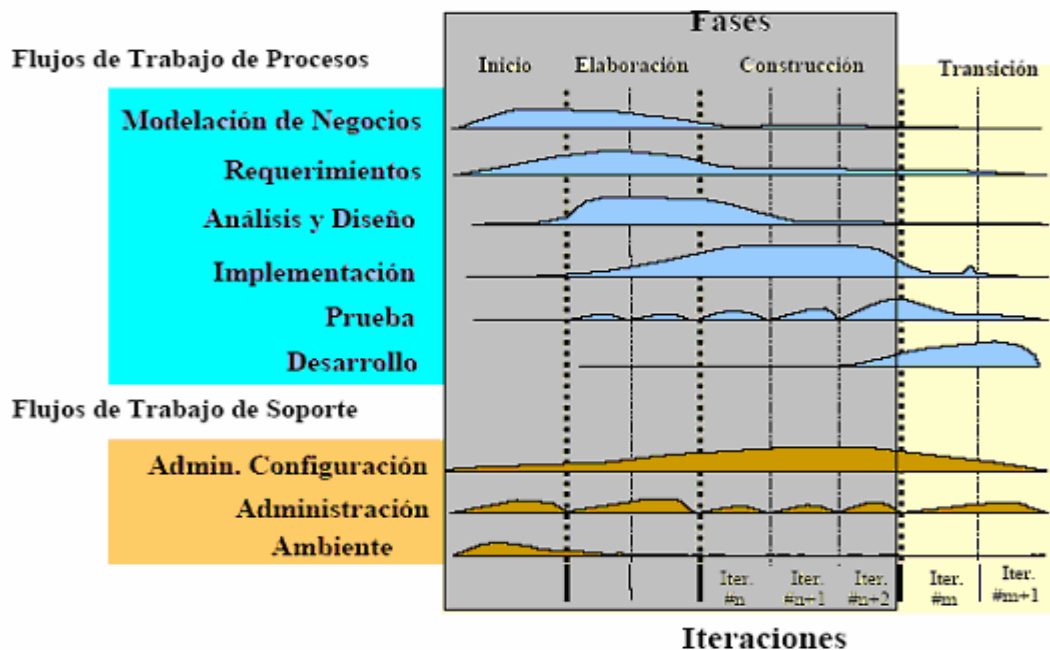 Fases
Flujos de Trabajo de Procesos
Inicio Elaboración Construcción Transición
Modelación de Negocios
Requerimientos
Análisis y Diseño
Implementación
Prueba
Desarrollo
Flujos de Trabajo de Soporte
Admin. Configuración
Administración
Ambiente
Iter. #n
Iter. #n+1
Iter. #n+2
Iter. #m
Iter. #m+1
Iteraciones